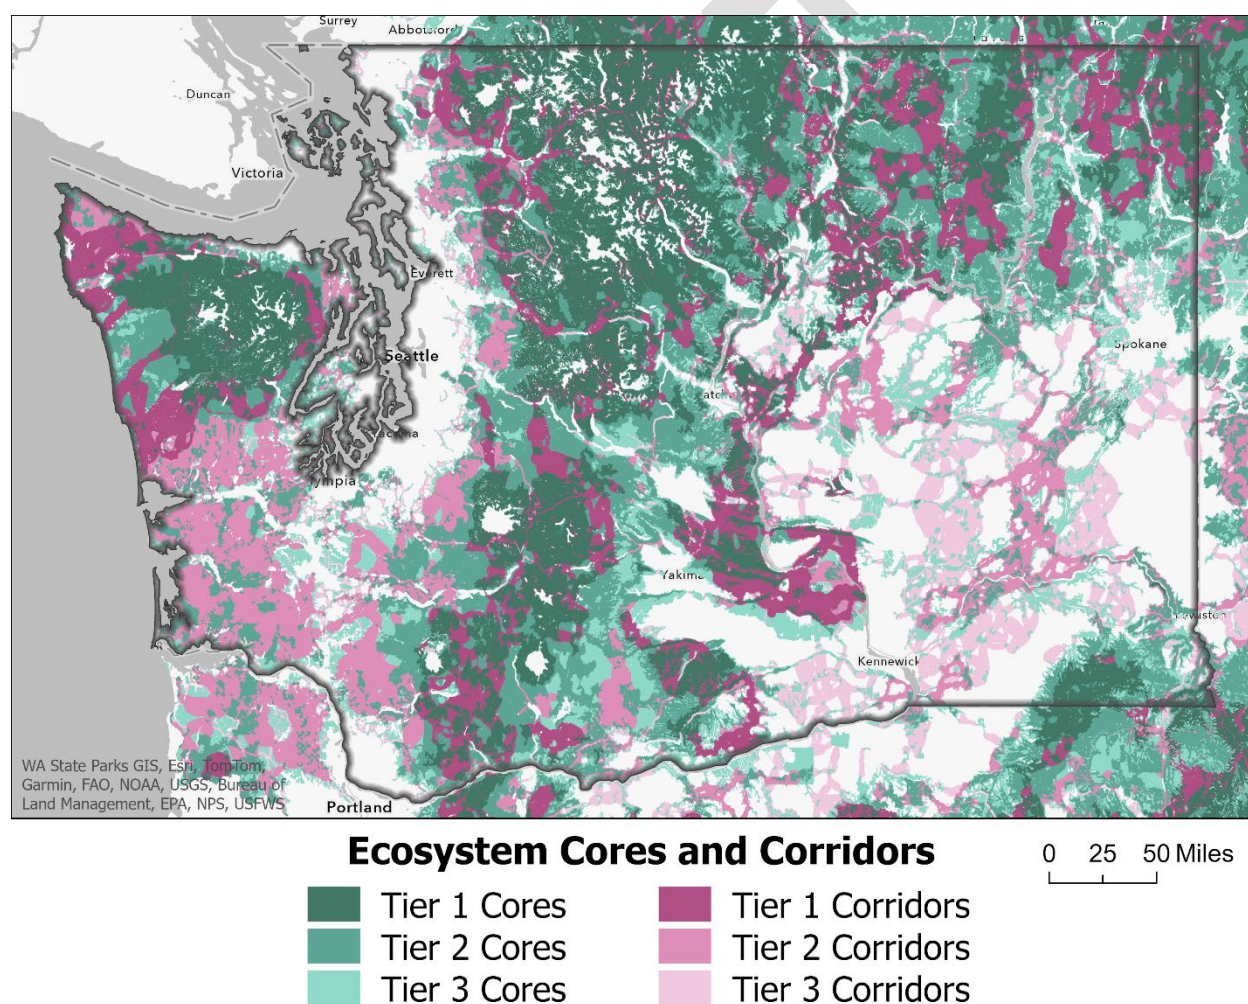 Surrey
Abbotsford
Duncan
Victoria
Everett
Seattle
Spokane
Yakima
Lewiston
Kennewick
WA State Parks GIS, Esri, TomTom,
Garmin, FAO, NOAA, USGS, Bureau of
Land Management, EPA, NPS, USFWS
Portland
Ecosystem Cores and Corridors
0 25 50 Miles
Tier 1 Cores
Tier 1 Corridors
Tier 2 Cores
Tier 2 Corridors
Tier 3 Cores
Tier 3 Corridors